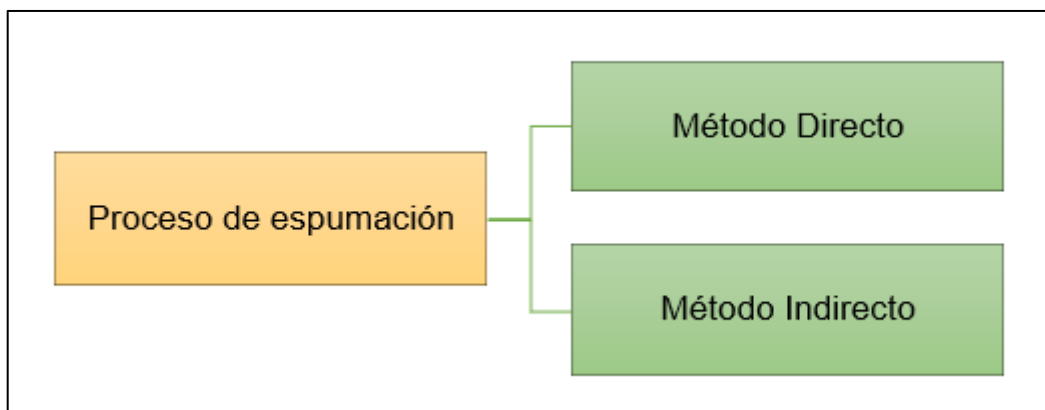 Método Directo
Proceso de espumación
Método Indirecto